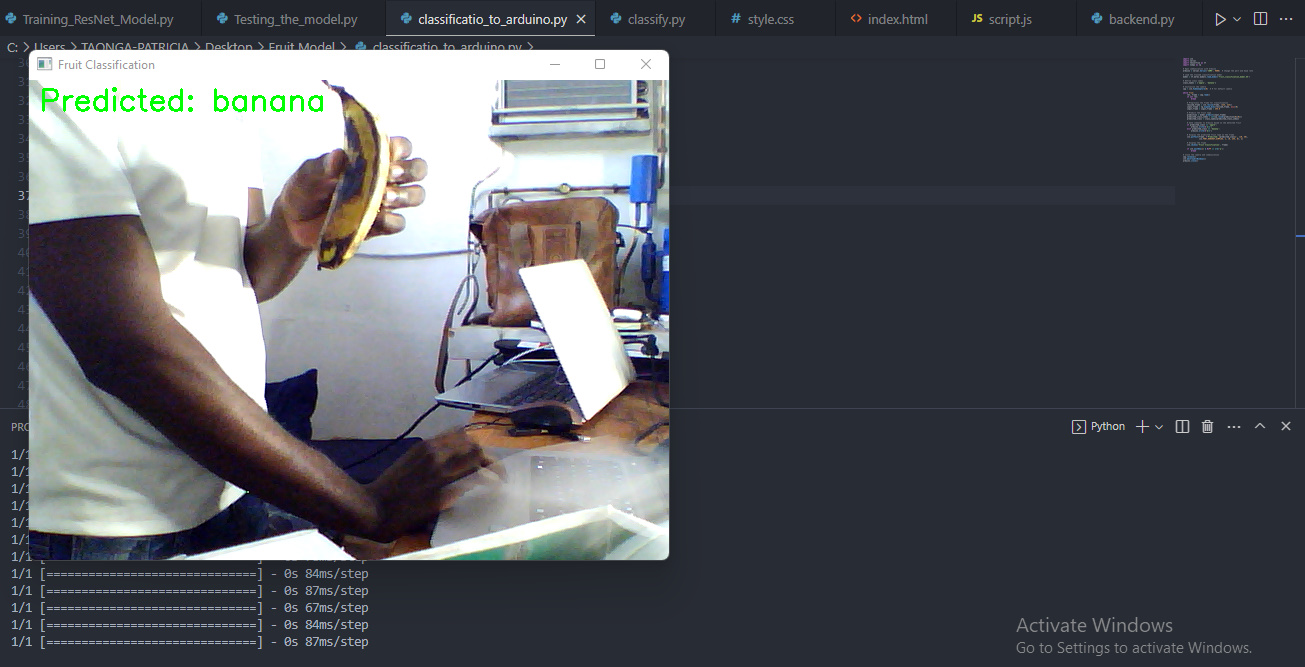 Training_ResNet_Model.py
Testing_the_model.py
classificatio_to_arduino.py
classify.py
# style.css
<> index.html
JS script.js
backend.py
C: > Users > TAONGA-PATRICIA > Desktop > Fruit Model > classificatio_to_arduino.py >
Fruit Classification
Predicted: banana
37
Python
1/1
1/1
1/1
1/1
1/1
1/1
1/1
1/1 [==============================] - 0s 84ms/step
1/1 [==============================] - 0s 87ms/step
1/1 [==============================] - 0s 67ms/step
1/1 [==============================] - 0s 84ms/step
1/1 [==============================] - 0s 87ms/step
Activate Windows
Go to Settings to activate Windows.